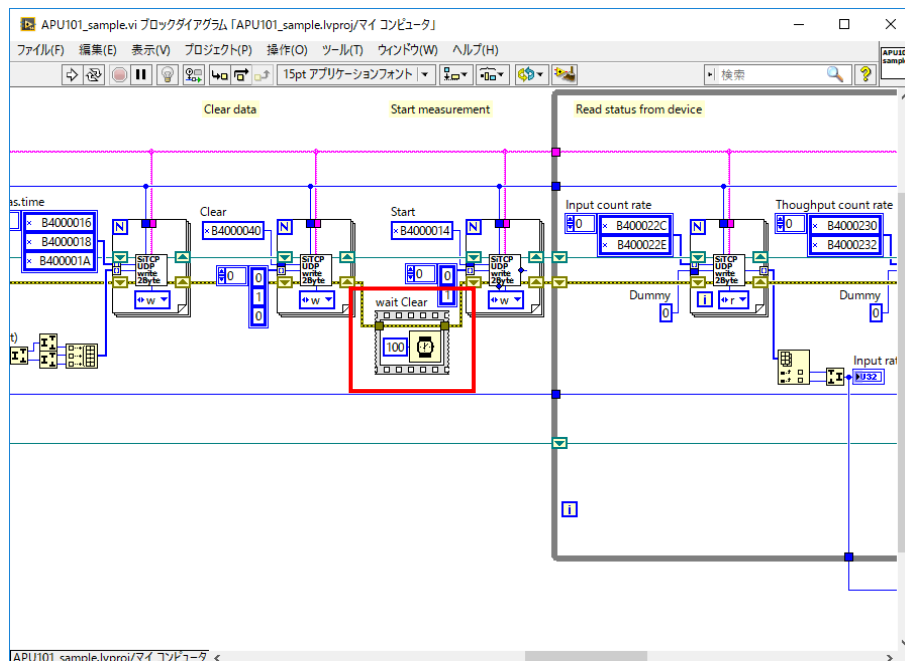 APU101_sample.vi ブロックダイアグラム「APU101_sample.lvproj/マイ コンピュータ」
ファイル(F) 編集(E) 表示(V) プロジェクト(P) 操作(O) ツール(T) ウィンドウ(W) ヘルプ(H)
15pt アプリケーションフォント
検索
Clear data
Start measurement
Read status from device
as.time
B4000016
B4000018
B400001A
N
SiTCP
UDP
write
2Byte
w
Clear
B4000040
0
0
1
0
N
SiTCP
UDP
write
2Byte
w
Start
B4000014
0
0
1
N
SiTCP
UDP
write
2Byte
w
wait Clear
100
Input count rate
0
B400022C
B400022E
Dummy
0
N
SiTCP
UDP
write
2Byte
i
r
Thoughput count rate
0
B4000230
B4000232
Dummy
0
t)
Input rat
U32
i
APU101_sample.lvproj/マイ コンピュータ